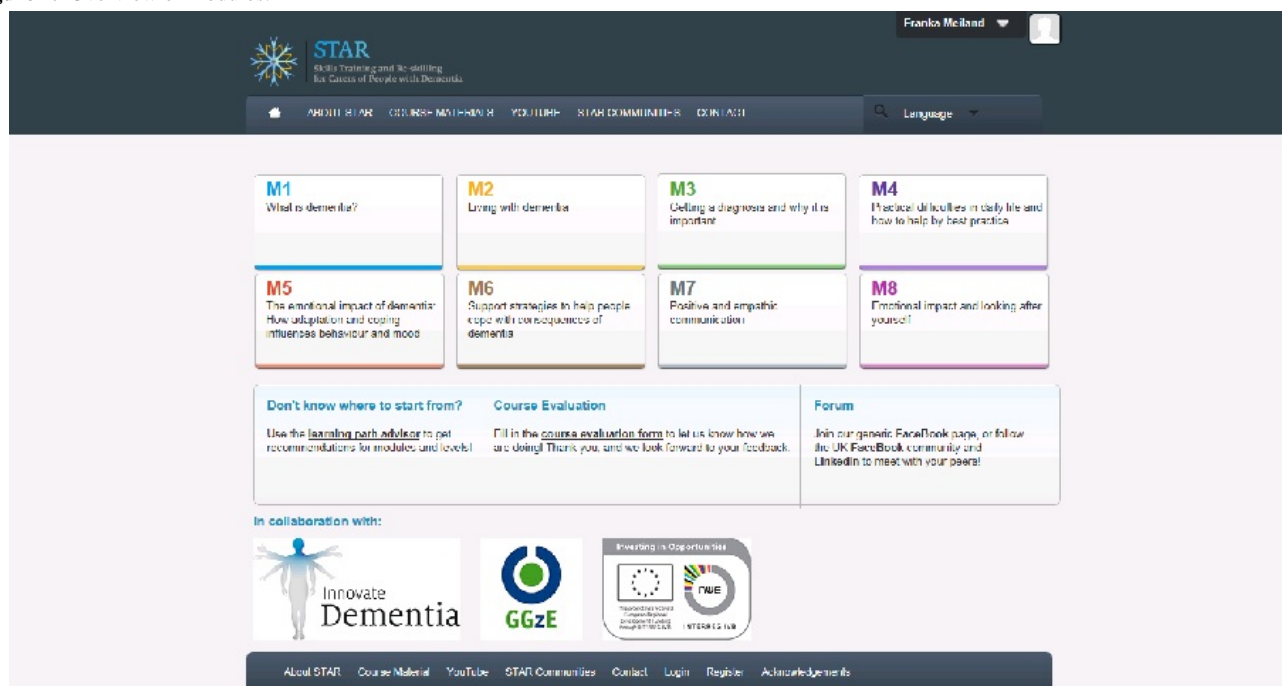 Franka Meiland
STAR
Skills Training and Re-skilling
for Carers of People with Dementia
ABOUT STAR COURSE MATERIALS YOUTUBE STAR COMMUNITIES CONTACT Language
M1
What is dementia?
M2
Living with dementia
M3
Getting a diagnosis and why it is
important
M4
Practical difficulties in daily life and
how to help by best practice
M5
The emotional impact of dementia:
How adaptation and coping
influences behaviour and mood
M6
Support strategies to help people
cope with consequences of
dementia
M7
Positive and empathic
communication
M8
Emotional impact and looking after
yourself
Don't know where to start from?
Use the learning path advisor to get
recommendations for modules and levels!
Course Evaluation
Fill in the course evaluation form to let us know how we
are doing! Thank you, and we look forward to your feedback.
Forum
Join our generic FaceBook page, or follow
the UK FaceBook community and
LinkedIn to meet with your peers!
In collaboration with:
Innovate
Dementia
GGzE
Investing in Opportunities
NWE
INTERREG IVB
About STAR Course Material YouTube STAR Communities Contact Login Register Acknowledgements